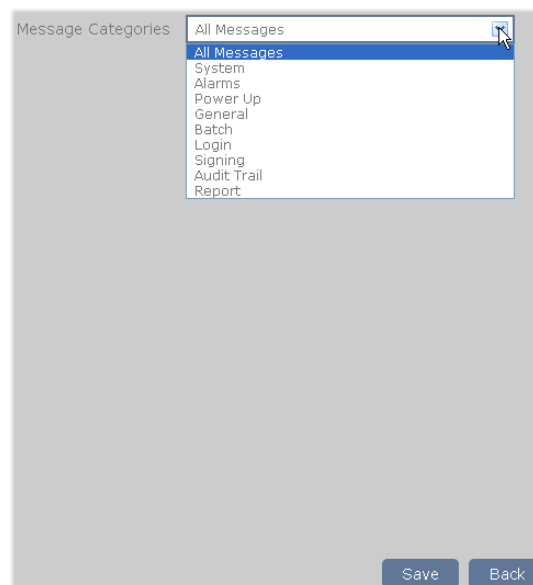 Message Categories All Messages
All Messages
System
Alarms
Power Up
General
Batch
Login
Signing
Audit Trail
Report
Save Back